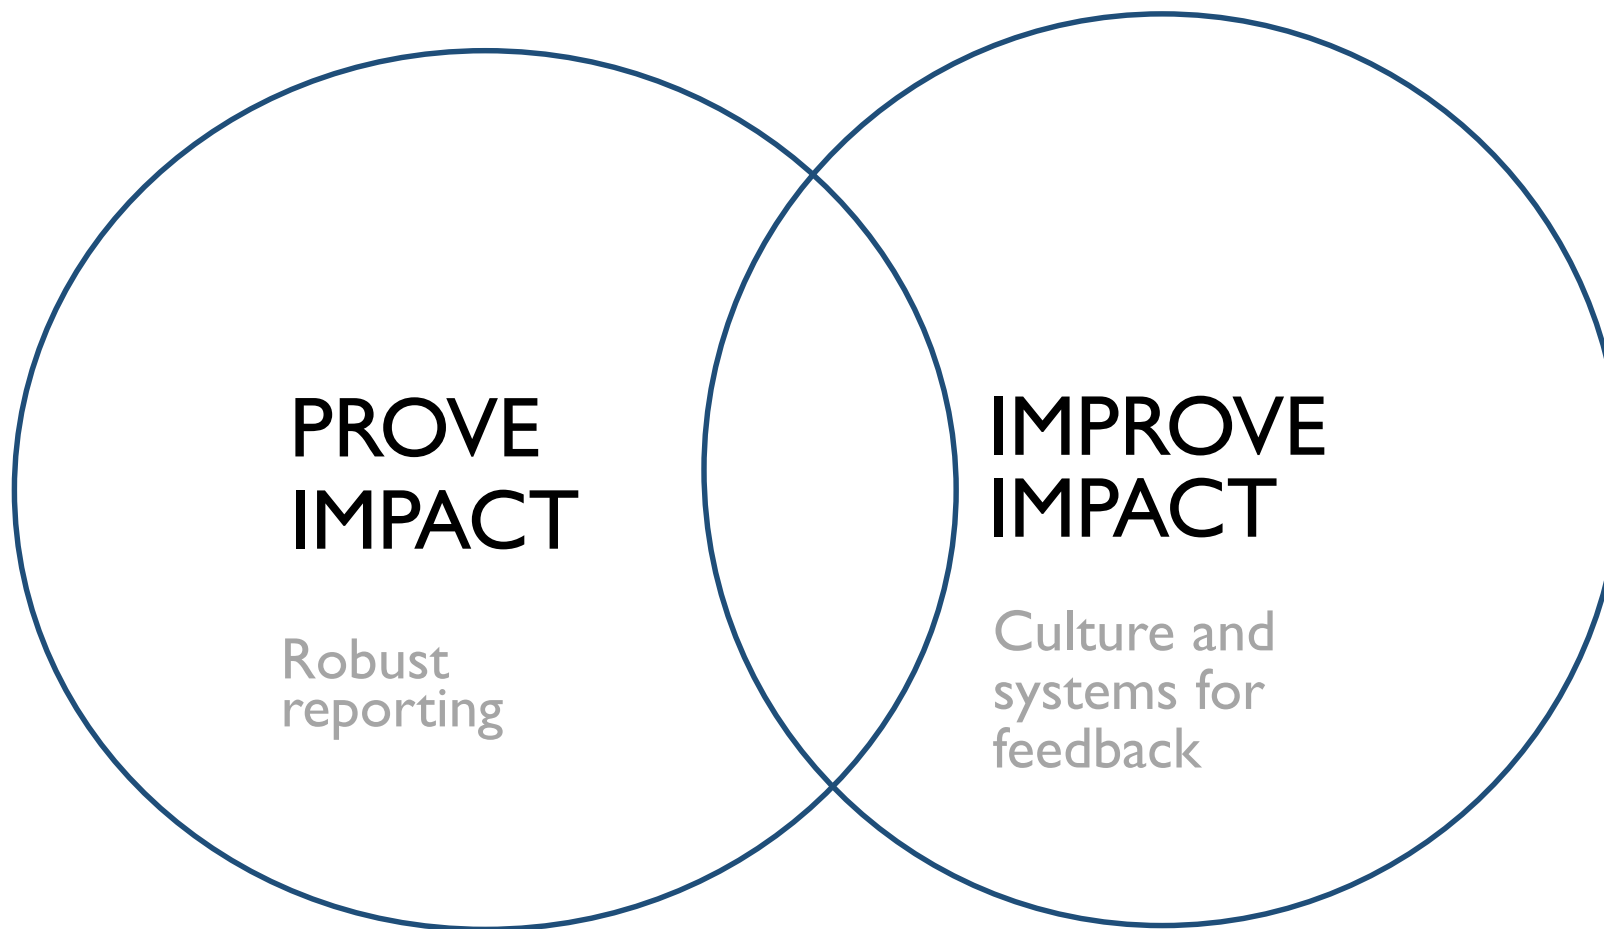 PROVE
IMPACT
Robust
reporting
IMPROVE
IMPACT
Culture and
systems for
feedback